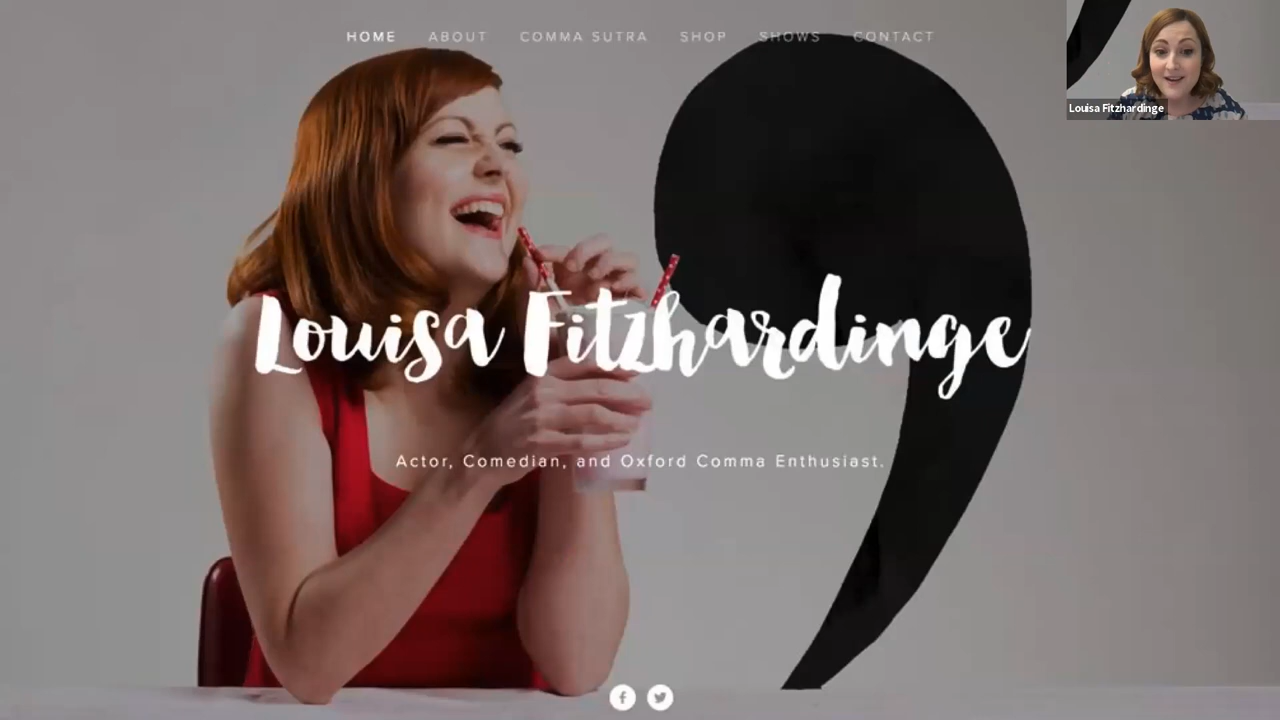 HOME ABOUT COMMA SUTRA SHOP SHOWS CONTACT
Louisa Fitzhardinge
Louisa Fitzhardinge
Actor, Comedian, and Oxford Comma Enthusiast.